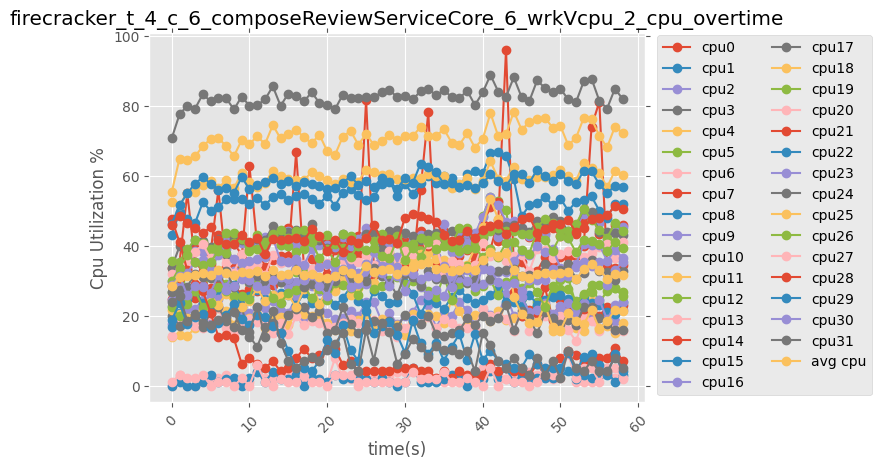 firecracker_t_4_c_6_composeReviewServiceCore_6_wrkVcpu_2_cpu_overtime
100
80
60
40
20
0
Cpu Utilization %
0
10
20
30
40
50
60
time(s)
cpu0
cpu1
cpu2
cpu3
cpu4
cpu5
cpu6
cpu7
cpu8
cpu9
cpu10
cpu11
cpu12
cpu13
cpu14
cpu15
cpu16
cpu17
cpu18
cpu19
cpu20
cpu21
cpu22
cpu23
cpu24
cpu25
cpu26
cpu27
cpu28
cpu29
cpu30
cpu31
avg cpu